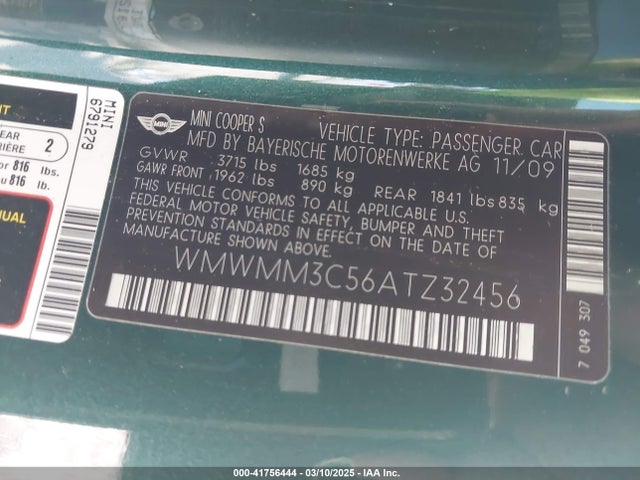 MINI
6791279
2
or 816 lbs.
816 lb.
MINI
MINI COOPER S
VEHICLE TYPE: PASSENGER CAR
MFD BY BAYERISCHE MOTORENWERKE AG 11/09
GVWR 3715 lbs 1685 kg
GAWR FRONT 1962 lbs 890 kg REAR 1841 lbs 835 kg
THIS VEHICLE CONFORMS TO ALL APPLICABLE U.S.
FEDERAL MOTOR VEHICLE SAFETY, BUMPER AND THEFT
PREVENTION STANDARDS IN EFFECT ON THE DATE OF
MANUFACTURE SHOWN ABOVE.
WMWMM3C56ATZ32456
7 049 307
000-41756444 - 03/10/2025 - IAA Inc.